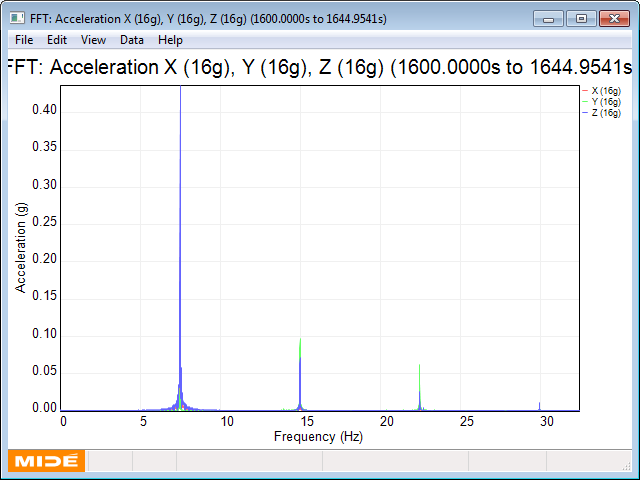 FFT: Acceleration X (16g), Y (16g), Z (16g) (1600.0000s to 1644.9541s)
File Edit View Data Help
FFT: Acceleration X (16g), Y (16g), Z (16g) (1600.0000s to 1644.9541s
X (16g)
Y (16g)
Z (16g)
Acceleration (g)
0.40
0.35
0.30
0.25
0.20
0.15
0.10
0.05
0.00
0 5 10 15 20 25 30
Frequency (Hz)
MIDÉ